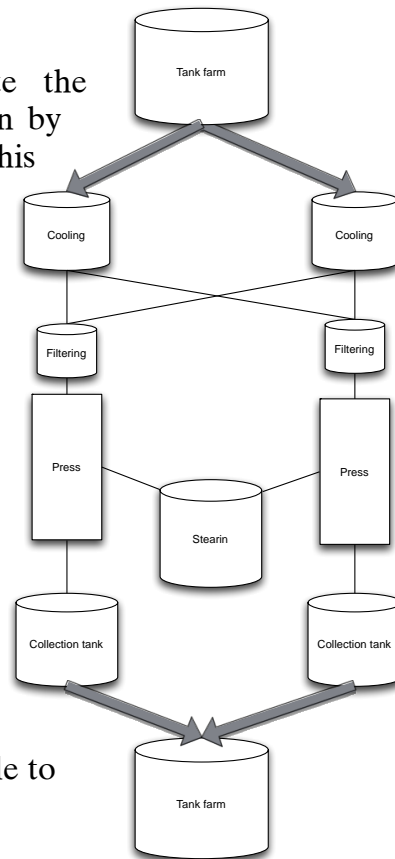 Tank farm
the
n by
his
Cooling Cooling
Filtering Filtering
Press Press
Stearin
Collection tank Collection tank
le to
Tank farm